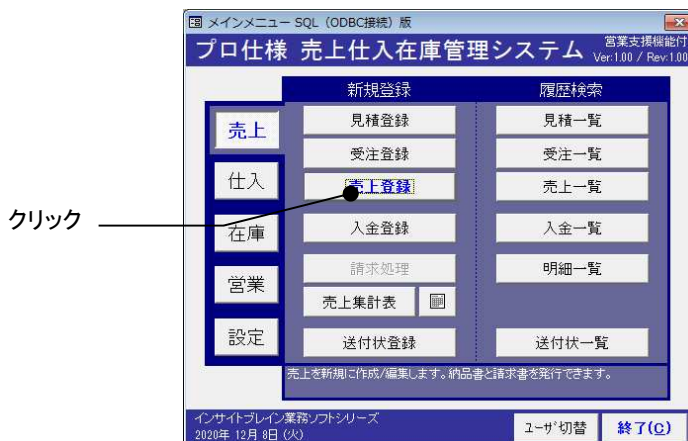 メインメニュー SQL（ODBC接続）版
プロ仕様 売上仕入在庫管理システム
営業支援機能付
Ver:1.00 / Rev:1.00
新規登録
履歴検索
売上
見積登録
見積一覧
受注登録
受注一覧
仕入
売上登録
売上一覧
クリック
在庫
入金登録
入金一覧
営業
請求処理
明細一覧
売上集計表
設定
送付状登録
送付状一覧
売上を新規に作成/編集します。納品書と請求書を発行できます。
インサイトブレイン業務ソフトシリーズ
2020年 12月 8日 (火)
ユーザ切替
終了(C)